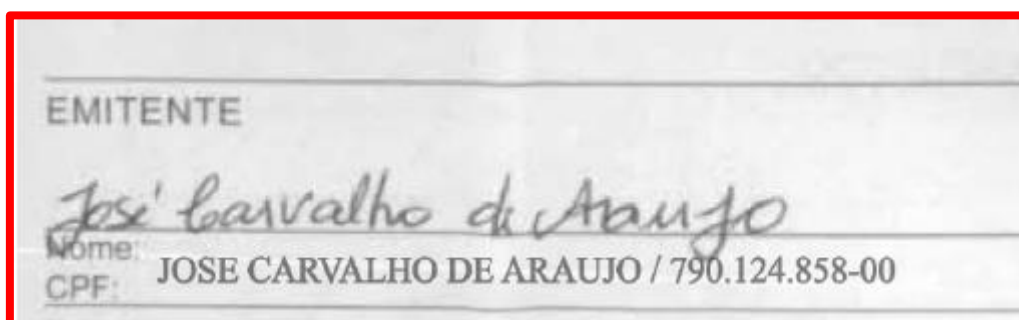 EMITENTE
José Carvalho de Araujo
Nome:
JOSE CARVALHO DE ARAUJO / 790.124.858-00
CPF: